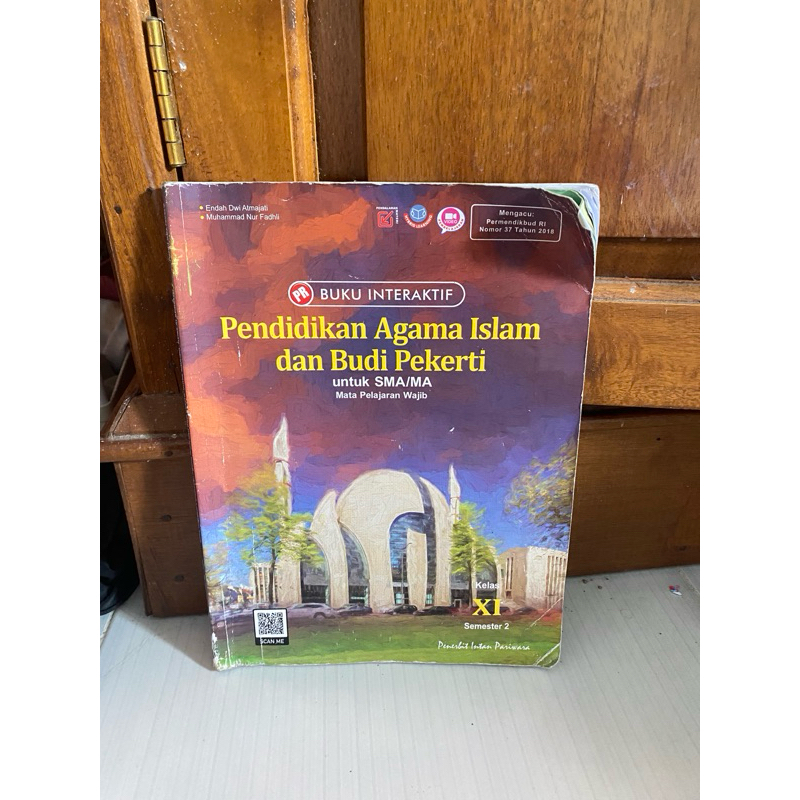 • Endah Dwi Atmajati
• Muhammad Nur Fadhli
VIDEO
Mengacu:
Permendikbud RI
Nomor 37 Tahun 2018
PR BUKU INTERAKTIF
Pendidikan Agama Islam
dan Budi Pekerti
untuk SMA/MA
Mata Pelajaran Wajib
Kelas
XI
Semester 2
SCAN ME
Penerbit Intan Pariwara